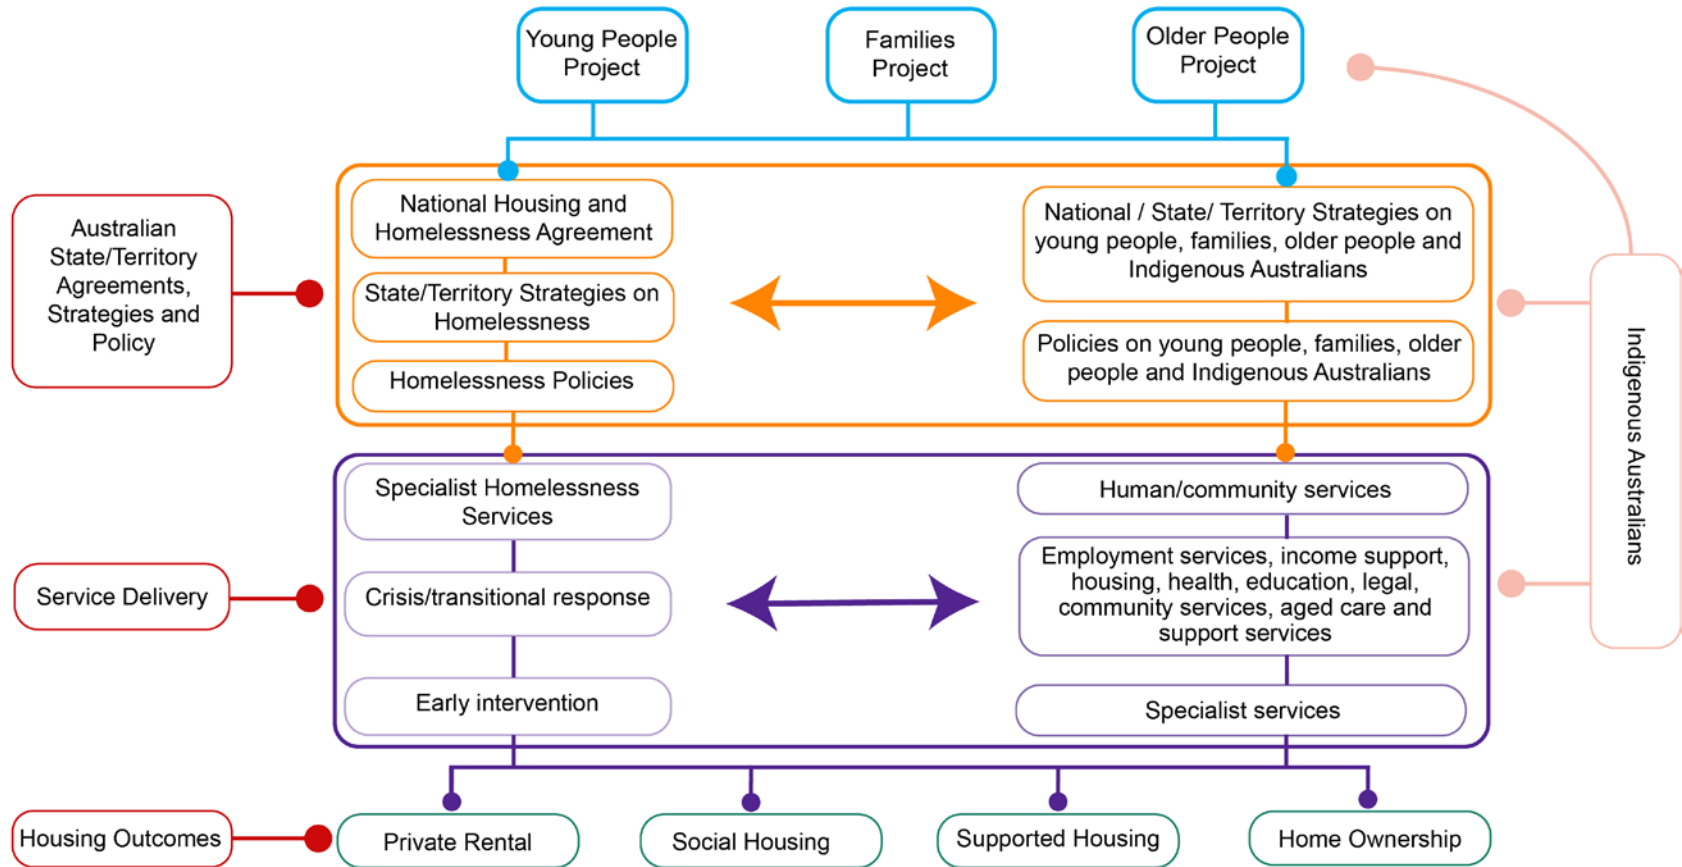 Young People
Project
Families
Project
Older People
Project
Australian
State/Territory
Agreements,
Strategies and
Policy
National Housing and
Homelessness Agreement
State/Territory Strategies on
Homelessness
Homelessness Policies
National / State/ Territory Strategies on
young people, families, older people and
Indigenous Australians
Policies on young people, families, older
people and Indigenous Australians
Indigenous Australians
Service Delivery
Specialist Homelessness
Services
Crisis/transitional response
Early intervention
Human/community services
Employment services, income support,
housing, health, education, legal,
community services, aged care and
support services
Specialist services
Housing Outcomes
Private Rental
Social Housing
Supported Housing
Home Ownership